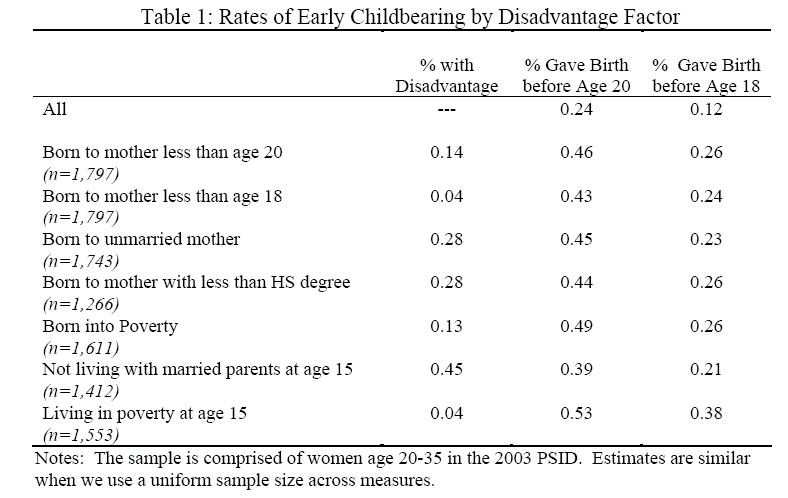 Table 1: Rates of Early Childbearing by Disadvantage Factor
% with % Gave Birth % Gave Birth
Disadvantage before Age 20 before Age 18
All --- 0.24 0.12
Born to mother less than age 20 0.14 0.46 0.26
(n=1,797)
Born to mother less than age 18 0.04 0.43 0.24
(n=1,797)
Born to unmarried mother 0.28 0.45 0.23
(n=1,743)
Born to mother with less than HS degree 0.28 0.44 0.26
(n=1,266)
Born into Poverty 0.13 0.49 0.26
(n=1,611)
Not living with married parents at age 15 0.45 0.39 0.21
(n=1,412)
Living in poverty at age 15 0.04 0.53 0.38
(n=1,553)
Notes: The sample is comprised of women age 20-35 in the 2003 PSID. Estimates are similar
when we use a uniform sample size across measures.